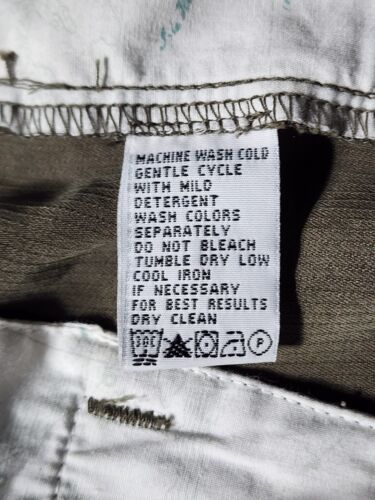 MACHINE WASH COLD
GENTLE CYCLE
WITH MILD
DETERGENT
WASH COLORS
SEPARATELY
DO NOT BLEACH
TUMBLE DRY LOW
COOL IRON
IF NECESSARY
FOR BEST RESULTS
DRY CLEAN
30C P